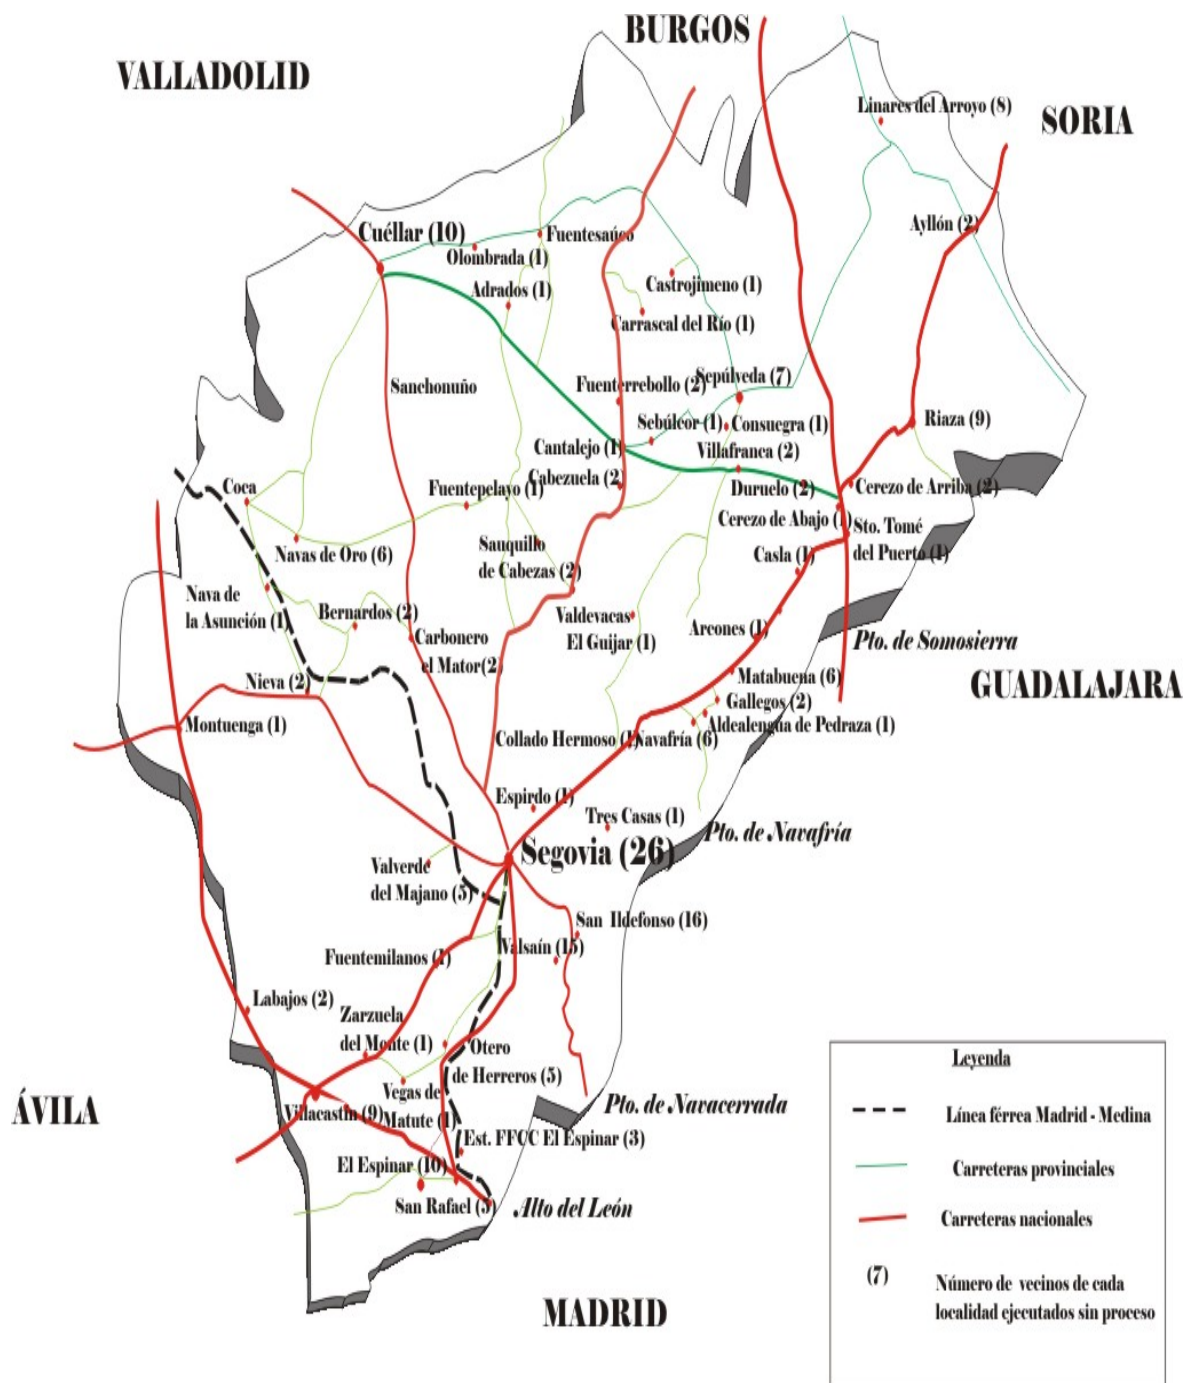 BURGOS
VALLADOLID
Linares del Arroyo (8)
SORIA
Ayllón (2)
Cuéllar (10)
Fuentesaúco
Olombrada (1)
Castrojimeno (1)
Adrados (1)
Carrascal del Río (1)
Sanchonuño
Fuenterrebollo (2)
Sepúlveda (7)
Riaza (9)
Sebúlcor (1)
Consuegra (1)
Cantalejo (1)
Villafranca (2)
Cabezuela (2)
Coca
Fuentepelayo (1)
Duruelo (2)
Cerezo de Arriba (2)
Cerezo de Abajo (1)
Sto. Tomé
del Puerto (1)
Navas de Oro (6)
Sauquillo
de Cabezas (2)
Casla (1)
Nava de
la Asunción (1)
Bernardos (2)
Valdevacas
El Guijar (1)
Arcones (1)
Carbonero
el Mator(2)
Pto. de Somosierra
Nieva (2)
Matabuena (6)
GUADALAJARA
Gallegos (2)
Montuenga (1)
Aldealengua de Pedraza (1)
Collado Hermoso (1)
Navafría (6)
Espirdo (1)
Tres Casas (1)
Pto. de Navafría
Segovia (26)
Valverde
del Majano (5)
San Ildefonso (16)
Valsaín (15)
Fuentemilanos (1)
Labajos (2)
Zarzuela
del Monte (1)
Otero
de Herreros (5)
Vegas de
Matute (1)
Villacastín (9)
ÁVILA
Pto. de Navacerrada
Est. FFCC El Espinar (3)
El Espinar (10)
San Rafael (5)
Alto del León
MADRID
Leyenda
Línea férrea Madrid - Medina
Carreteras provinciales
Carreteras nacionales
(7)
Número de vecinos de cada
localidad ejecutados sin proceso